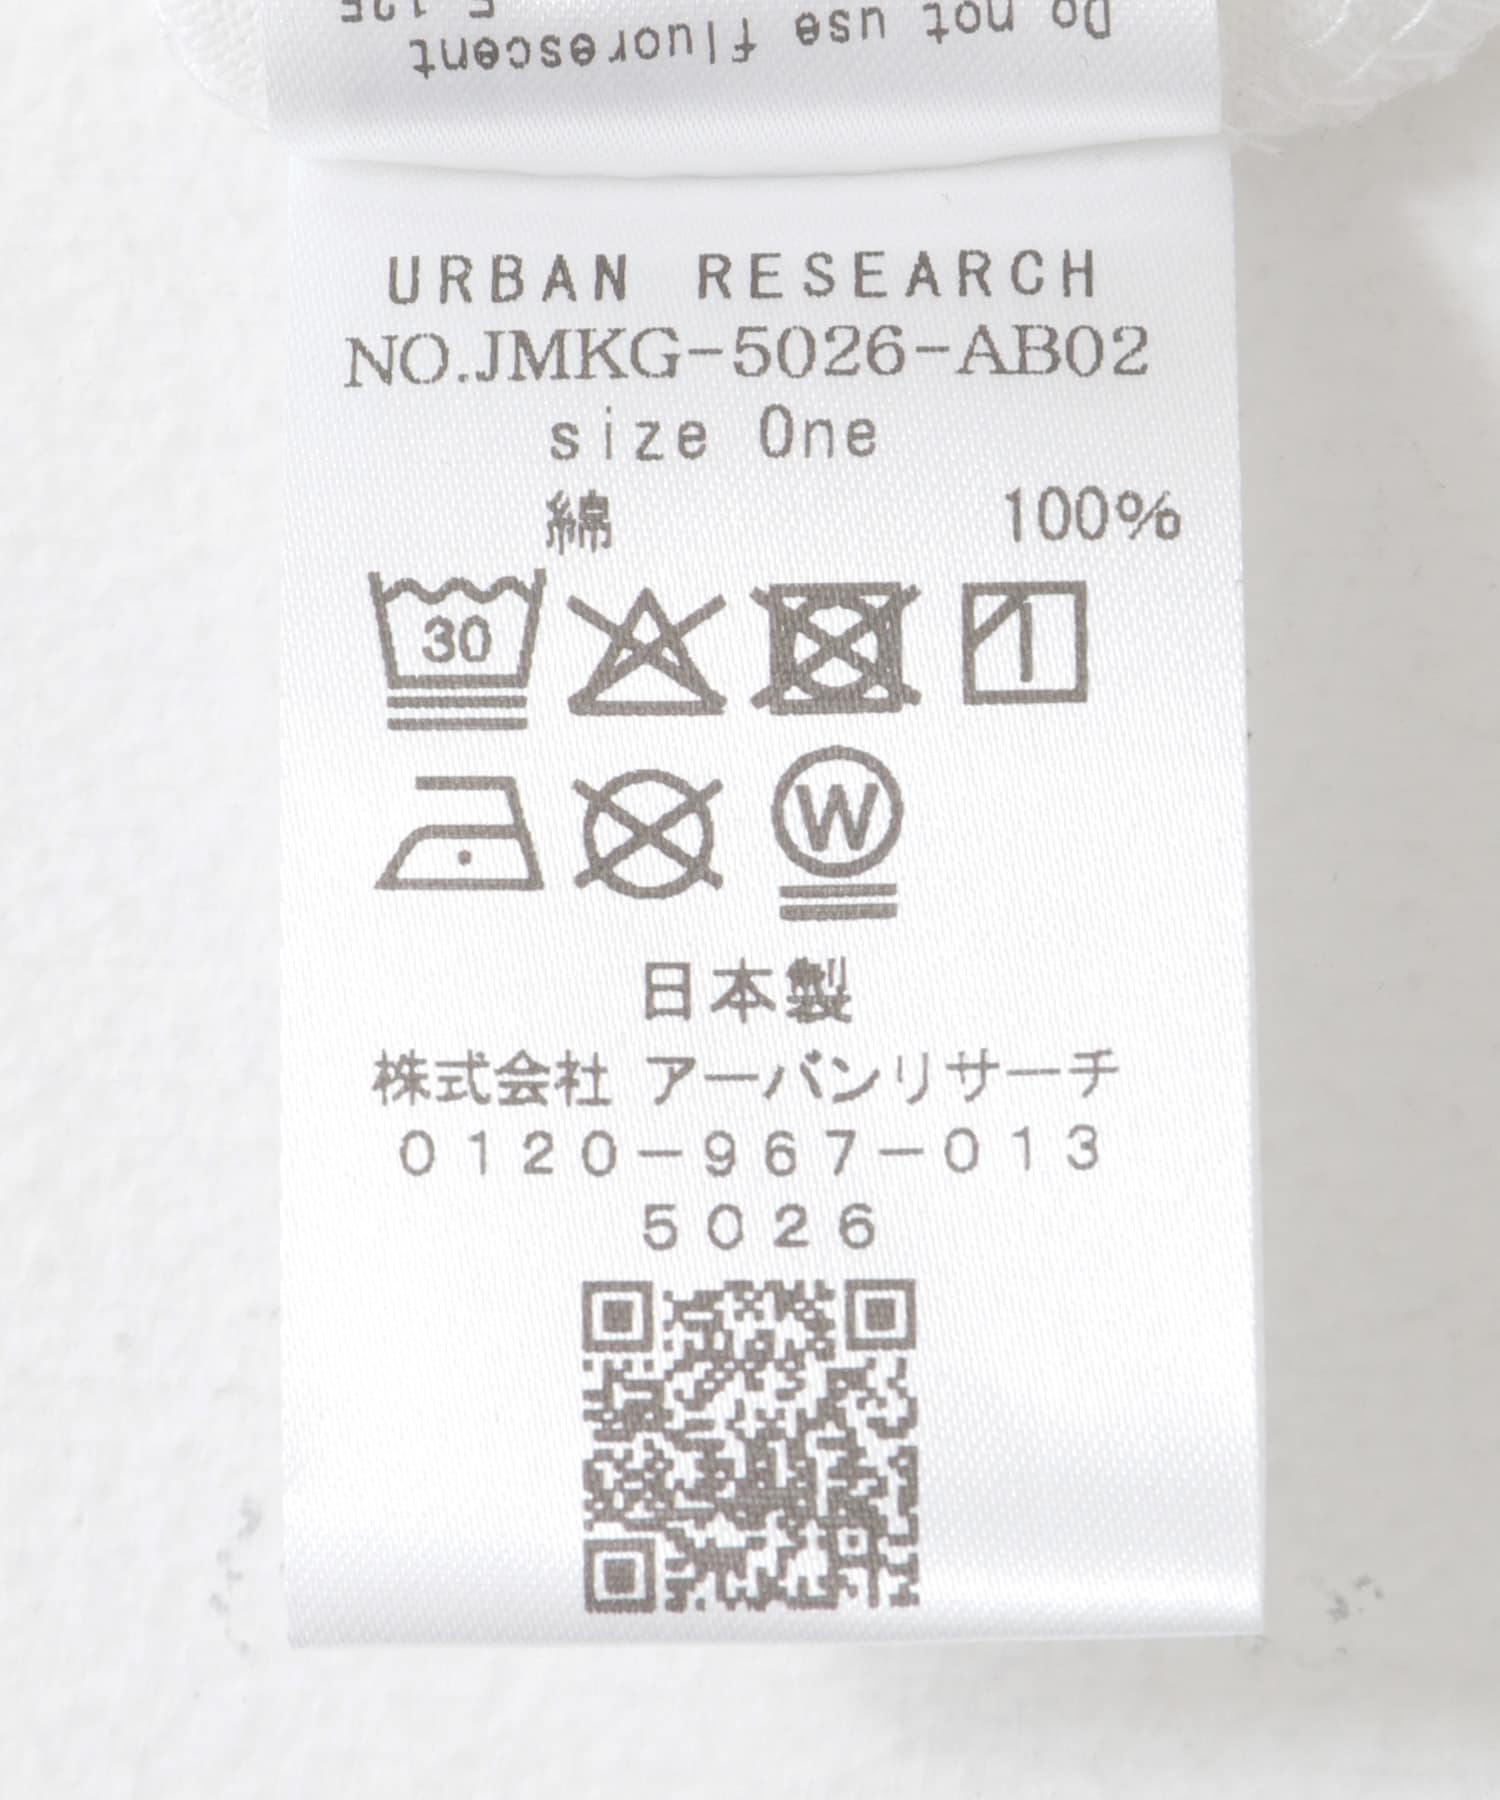 Do not use fluorescent
URBAN RESEARCH
NO.JMKG-5026-AB02
size One
綿 100%
30
W
日本製
株式会社 アーバンリサーチ
0120-967-013
5026